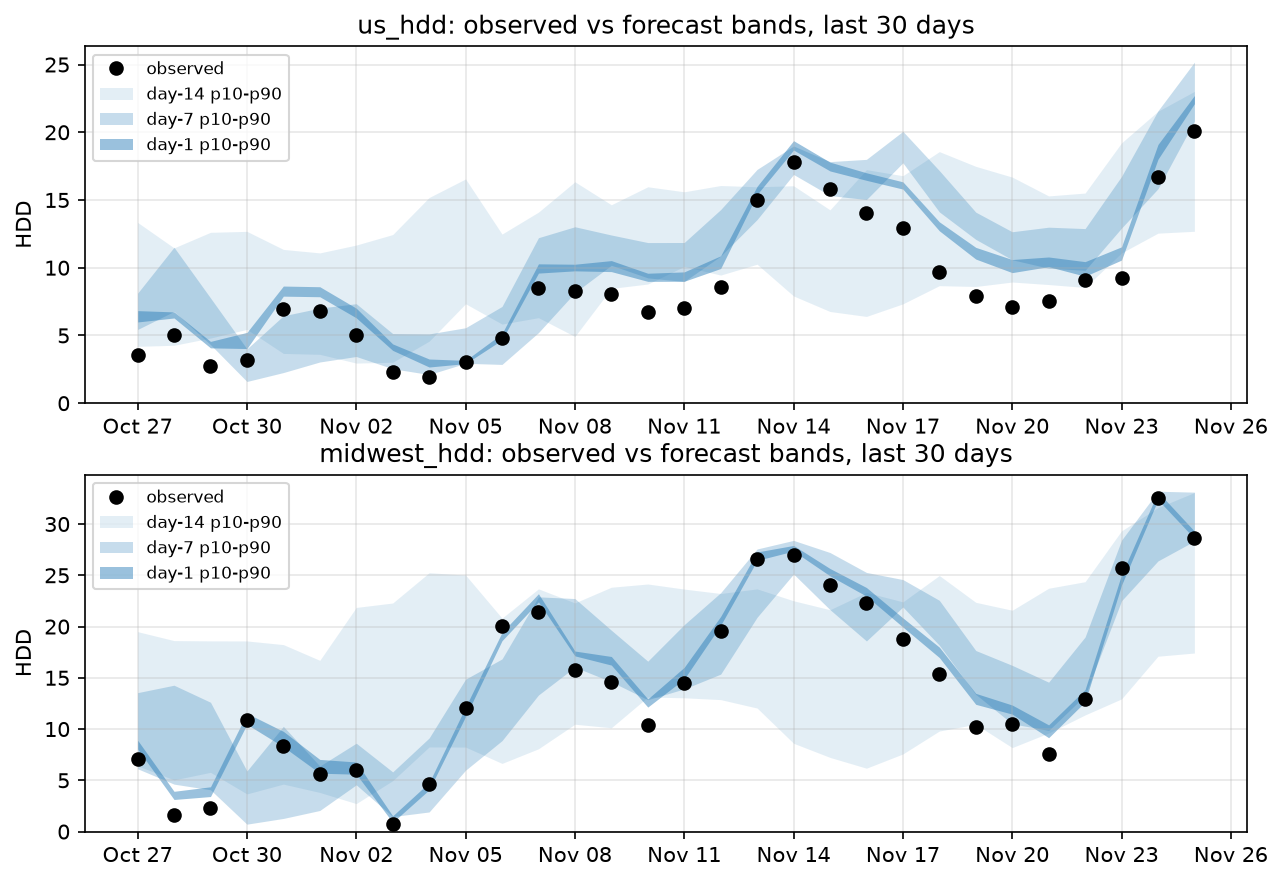 us_hdd: observed vs forecast bands, last 30 days
25
20
15
10
5
0
HDD
observed
day-14 p10-p90
day-7 p10-p90
day-1 p10-p90
Oct 27 Oct 30 Nov 02 Nov 05 Nov 08 Nov 11 Nov 14 Nov 17 Nov 20 Nov 23 Nov 26
midwest_hdd: observed vs forecast bands, last 30 days
30
25
20
15
10
5
0
HDD
observed
day-14 p10-p90
day-7 p10-p90
day-1 p10-p90
Oct 27 Oct 30 Nov 02 Nov 05 Nov 08 Nov 11 Nov 14 Nov 17 Nov 20 Nov 23 Nov 26